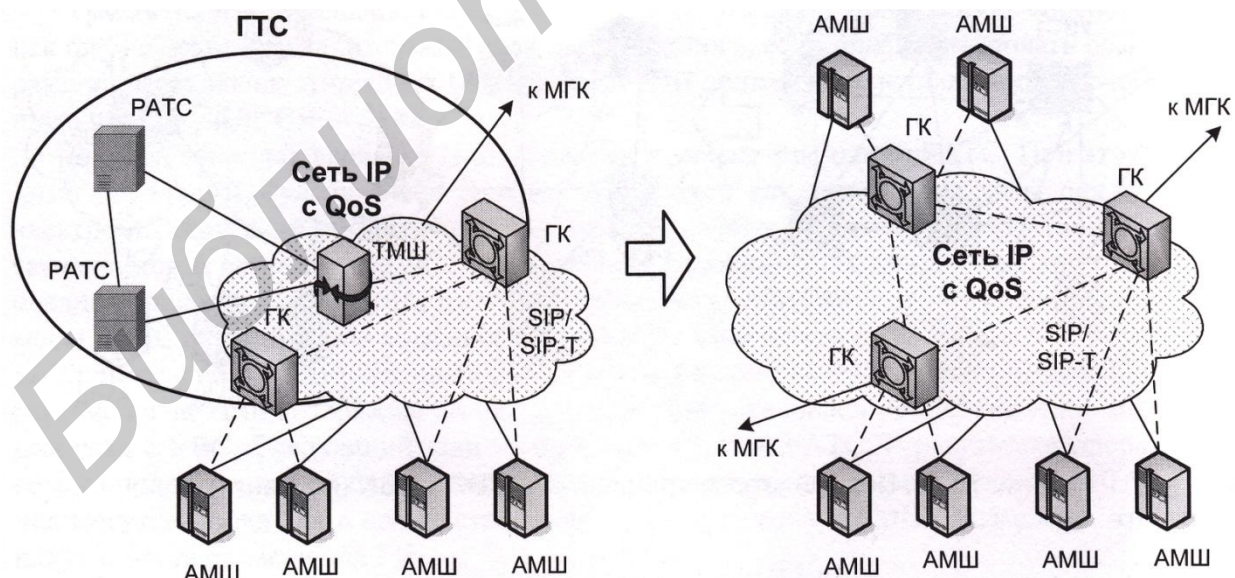 ГТС
РАТС
РАТС
Сеть IP
с QoS
к МГК
ТМШ
ГК
ГК
SIP/
SIP-T
АМШ
АМШ
АМШ
АМШ
АМШ
АМШ
ГК
к МГК
ГК
Сеть IP
с QoS
ГК
SIP/
SIP-T
к МГК
АМШ
АМШ
АМШ
АМШ
Библио